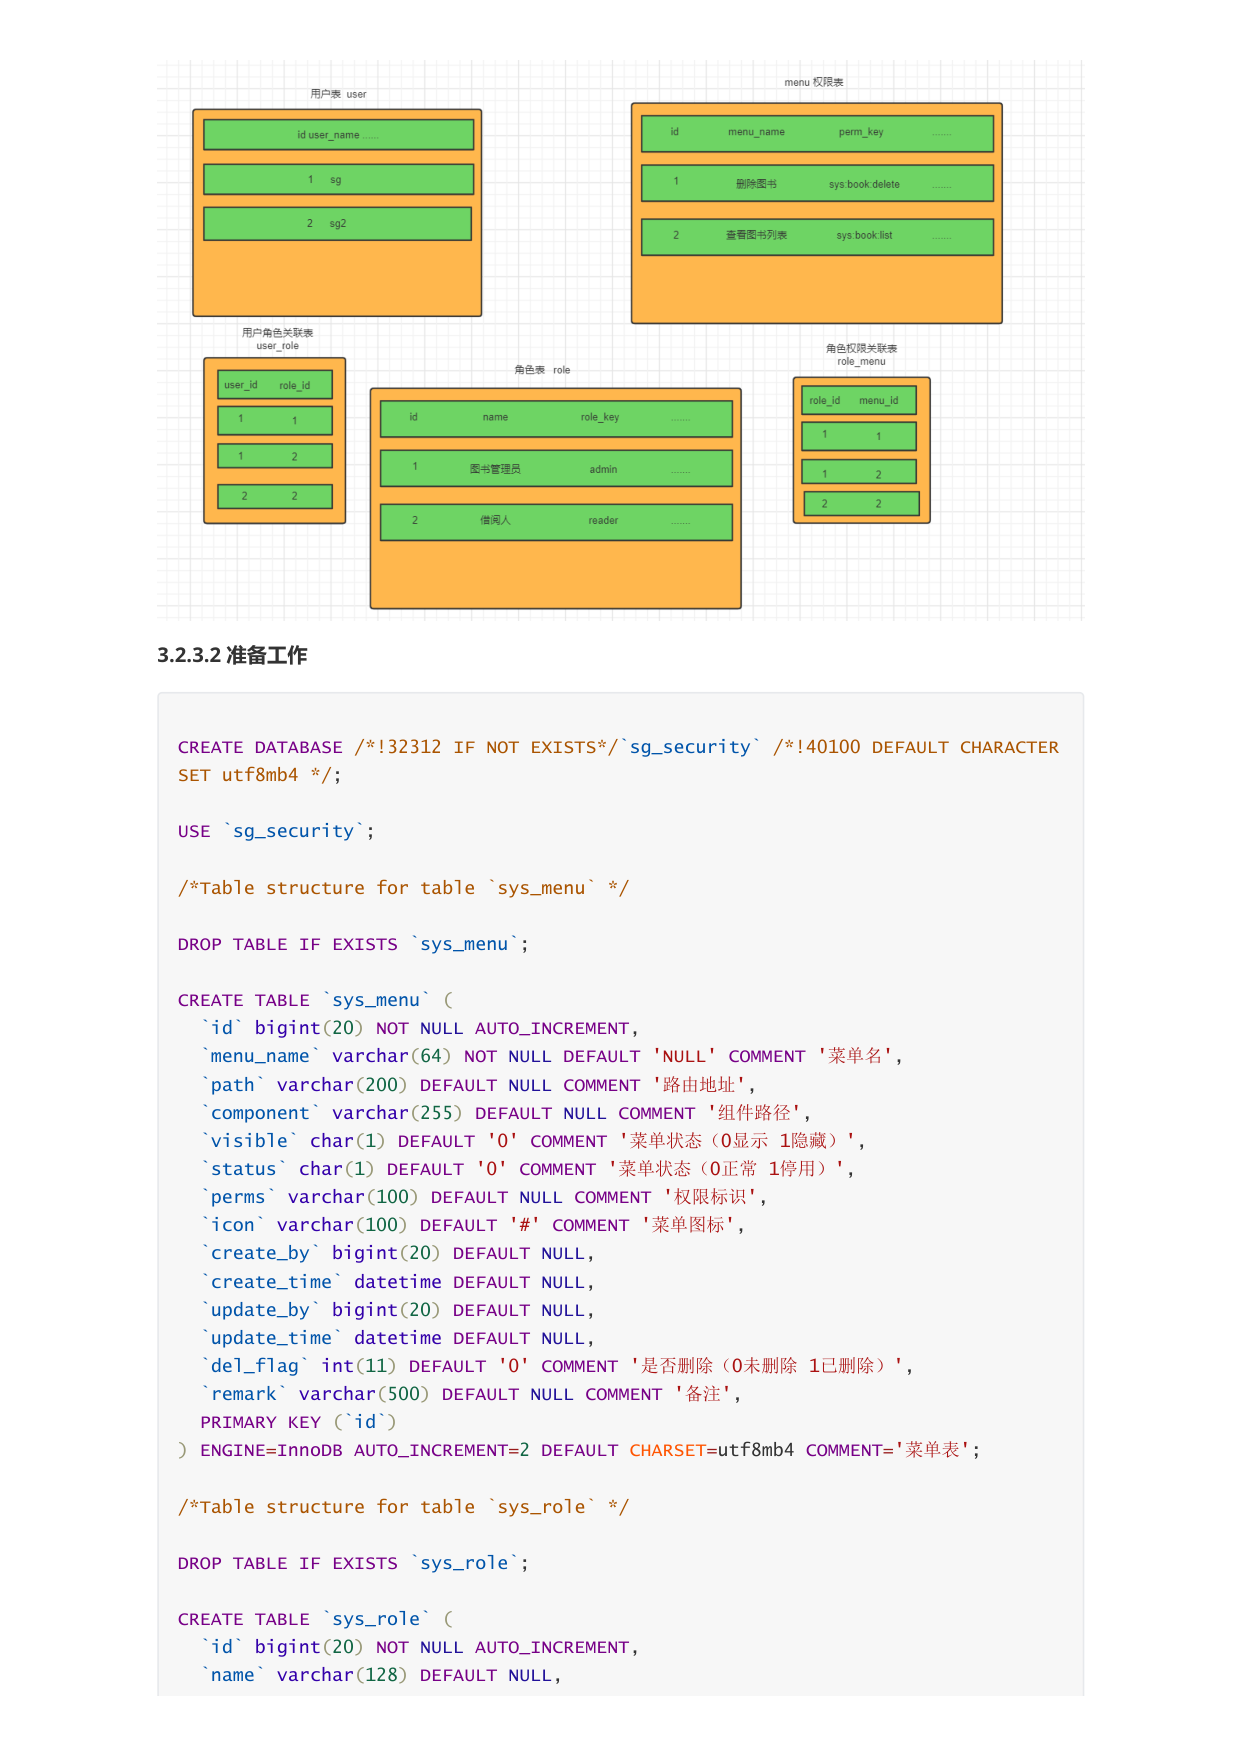 用户表 user
id user_name ......
1 sg
2 sg2
menu 权限表
id menu_name perm_key .......
1 删除图书 sys:book:delete .......
2 查看图书列表 sys:book:list .......
用户角色关联表
user_role
user_id role_id
1 1
1 2
2 2
角色表 role
id name role_key .......
1 图书管理员 admin .......
2 借阅人 reader .......
角色权限关联表
role_menu
role_id menu_id
1 1
1 2
2 2
3.2.3.2 准备工作
CREATE DATABASE /*!32312 IF NOT EXISTS*/`sg_security` /*!40100 DEFAULT CHARACTER
SET utf8mb4 */;
USE `sg_security`;
/*Table structure for table `sys_menu` */
DROP TABLE IF EXISTS `sys_menu`;
CREATE TABLE `sys_menu` (
  `id` bigint(20) NOT NULL AUTO_INCREMENT,
  `menu_name` varchar(64) NOT NULL DEFAULT 'NULL' COMMENT '菜单名',
  `path` varchar(200) DEFAULT NULL COMMENT '路由地址',
  `component` varchar(255) DEFAULT NULL COMMENT '组件路径',
  `visible` char(1) DEFAULT '0' COMMENT '菜单状态（0显示 1隐藏）',
  `status` char(1) DEFAULT '0' COMMENT '菜单状态（0正常 1停用）',
  `perms` varchar(100) DEFAULT NULL COMMENT '权限标识',
  `icon` varchar(100) DEFAULT '#' COMMENT '菜单图标',
  `create_by` bigint(20) DEFAULT NULL,
  `create_time` datetime DEFAULT NULL,
  `update_by` bigint(20) DEFAULT NULL,
  `update_time` datetime DEFAULT NULL,
  `del_flag` int(11) DEFAULT '0' COMMENT '是否删除（0未删除 1已删除）',
  `remark` varchar(500) DEFAULT NULL COMMENT '备注',
  PRIMARY KEY (`id`)
) ENGINE=InnoDB AUTO_INCREMENT=2 DEFAULT CHARSET=utf8mb4 COMMENT='菜单表';
/*Table structure for table `sys_role` */
DROP TABLE IF EXISTS `sys_role`;
CREATE TABLE `sys_role` (
  `id` bigint(20) NOT NULL AUTO_INCREMENT,
  `name` varchar(128) DEFAULT NULL,